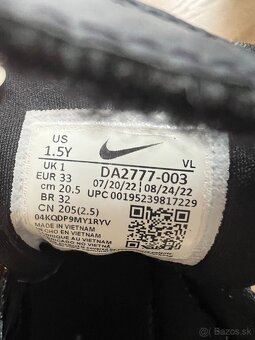 US
1.5Y
VL
UK 1
DA2777-003
EUR 33
07/20/22 08/24/22
cm 20.5
UPC 00195239817229
BR 32
CN 205(2.5)
04KQDP9MY1RYV
MADE IN VIETNAM
bazos.sk